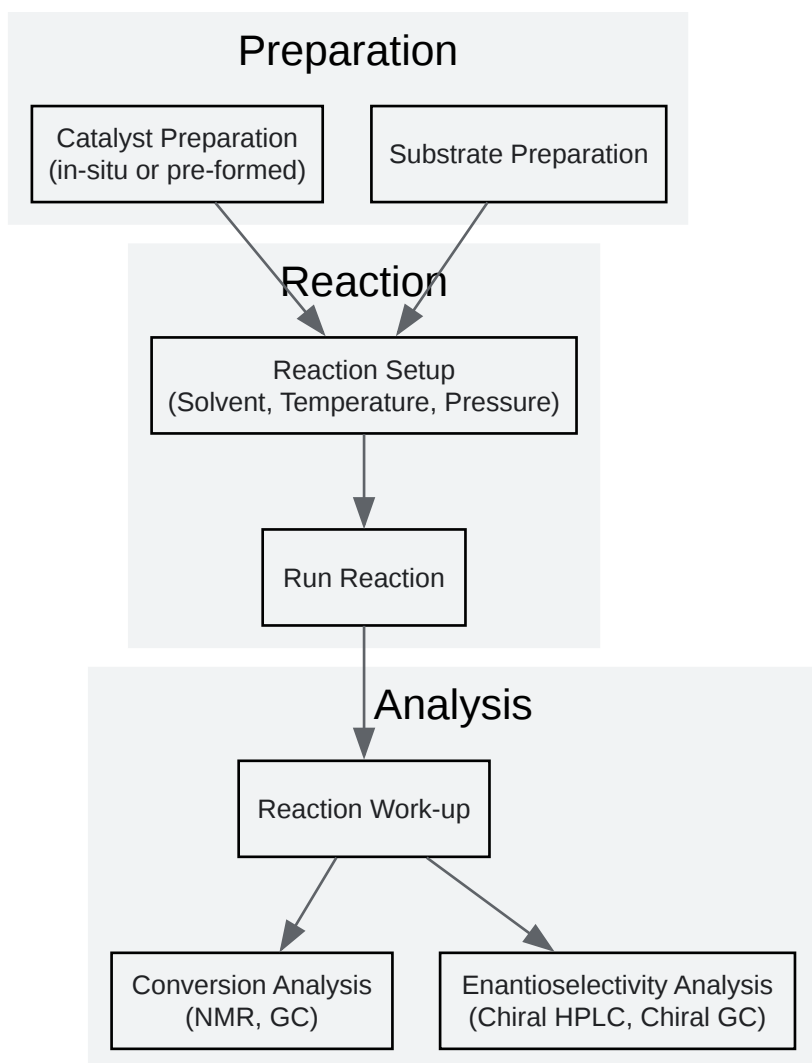 Preparation
Catalyst Preparation
(in-situ or pre-formed)
Substrate Preparation
Reaction
Reaction Setup
(Solvent, Temperature, Pressure)
Run Reaction
Analysis
Reaction Work-up
Conversion Analysis
(NMR, GC)
Enantioselectivity Analysis
(Chiral HPLC, Chiral GC)